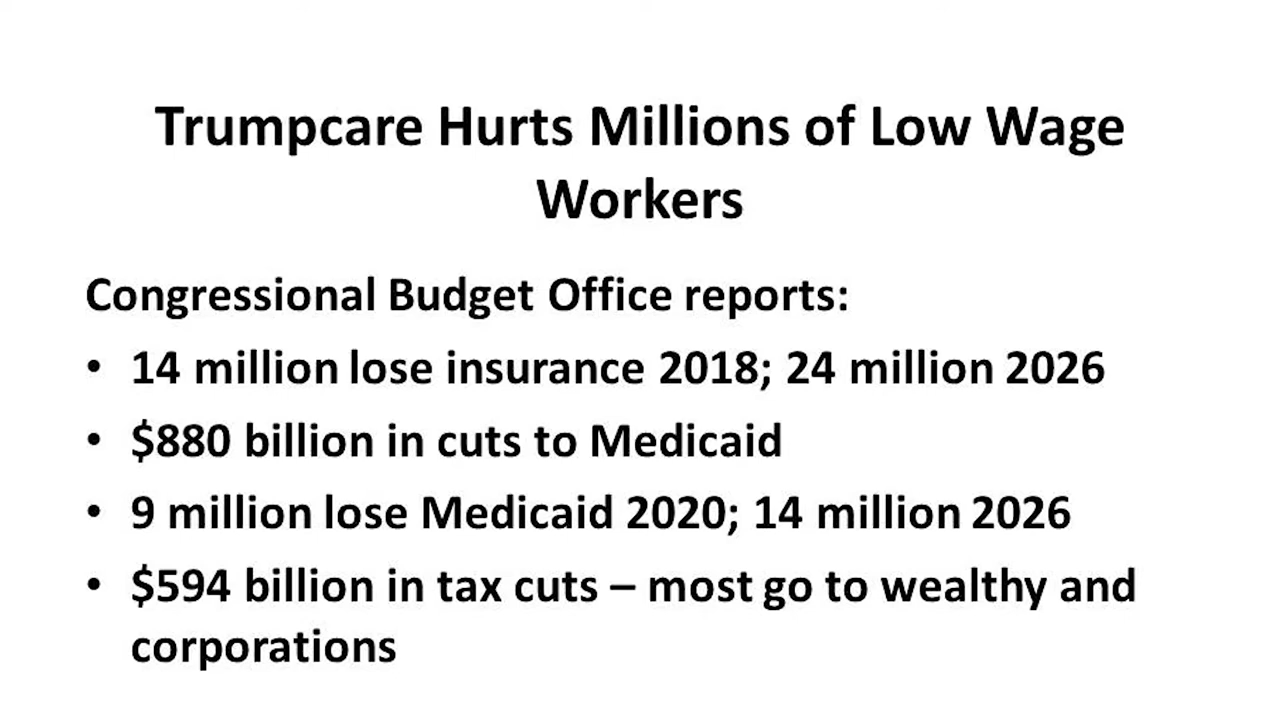 Trumpcare Hurts Millions of Low Wage
Workers
Congressional Budget Office reports:
• 14 million lose insurance 2018; 24 million 2026
• $880 billion in cuts to Medicaid
• 9 million lose Medicaid 2020; 14 million 2026
• $594 billion in tax cuts – most go to wealthy and
corporations